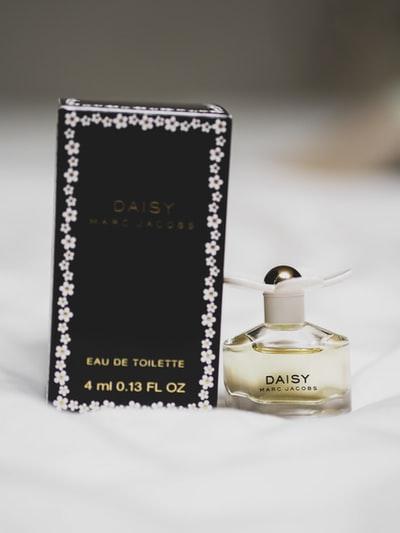 DAISY
MARC JACOBS
EAU DE TOILETTE
4 ml 0.13 FL OZ
DAISY
MARC JACOBS